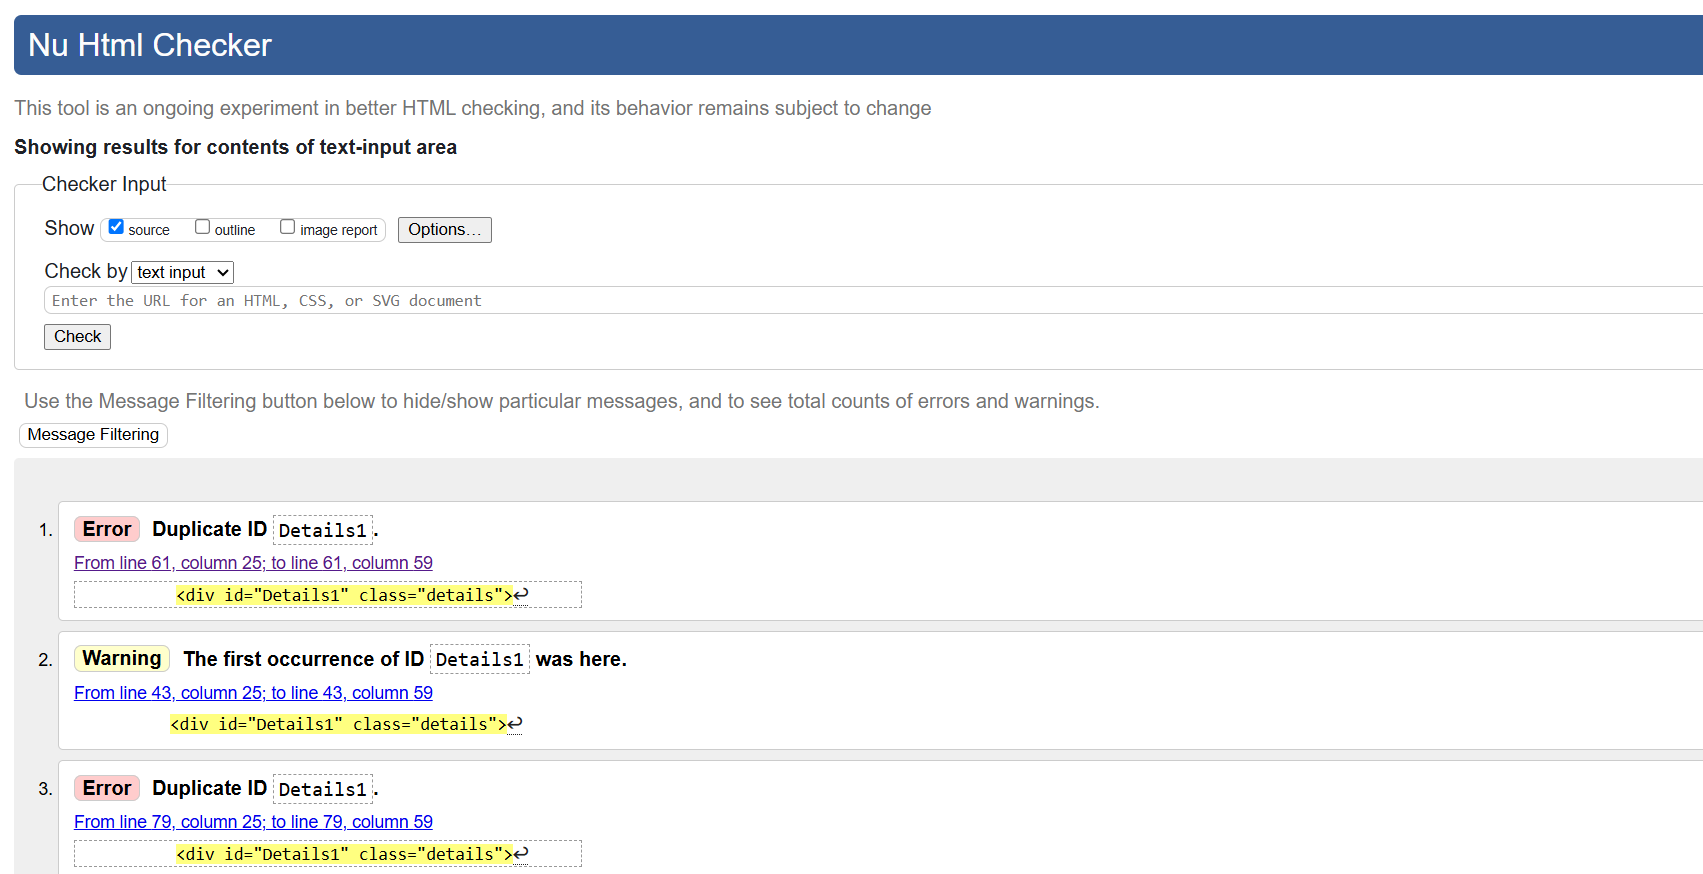 Nu Html Checker
This tool is an ongoing experiment in better HTML checking, and its behavior remains subject to change
Showing results for contents of text-input area
Checker Input
Show source outline image report Options...
Check by text input
Enter the URL for an HTML, CSS, or SVG document
Check
Use the Message Filtering button below to hide/show particular messages, and to see total counts of errors and warnings.
Message Filtering
1. Error Duplicate ID Details1.
From line 61, column 25; to line 61, column 59
<div id="Details1" class="details">↩
2. Warning The first occurrence of ID Details1 was here.
From line 43, column 25; to line 43, column 59
<div id="Details1" class="details">↩
3. Error Duplicate ID Details1.
From line 79, column 25; to line 79, column 59
<div id="Details1" class="details">↩